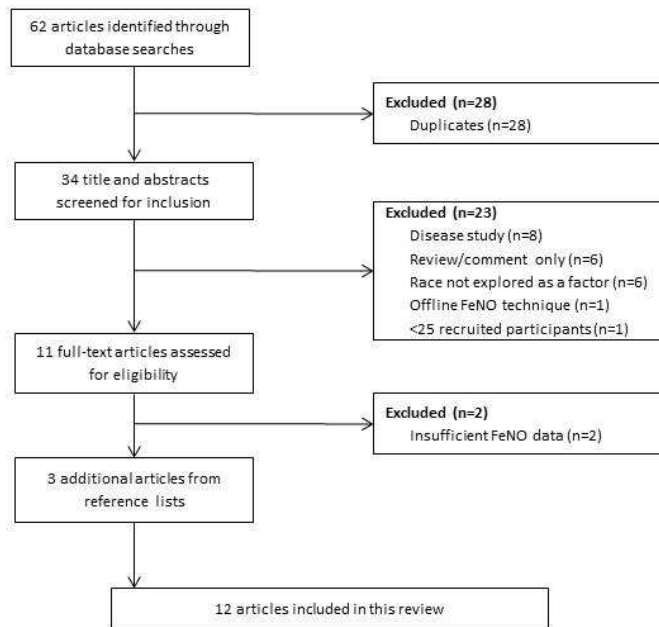 62 articles identified through
database searches
Excluded (n=28)
Duplicates (n=28)
34 title and abstracts
screened for inclusion
Excluded (n=23)
Disease study (n=8)
Review/comment only (n=6)
Race not explored as a factor (n=6)
Offline FeNO technique (n=1)
<25 recruited participants (n=1)
11 full-text articles assessed
for eligibility
Excluded (n=2)
Insufficient FeNO data (n=2)
3 additional articles from
reference lists
12 articles included in this review